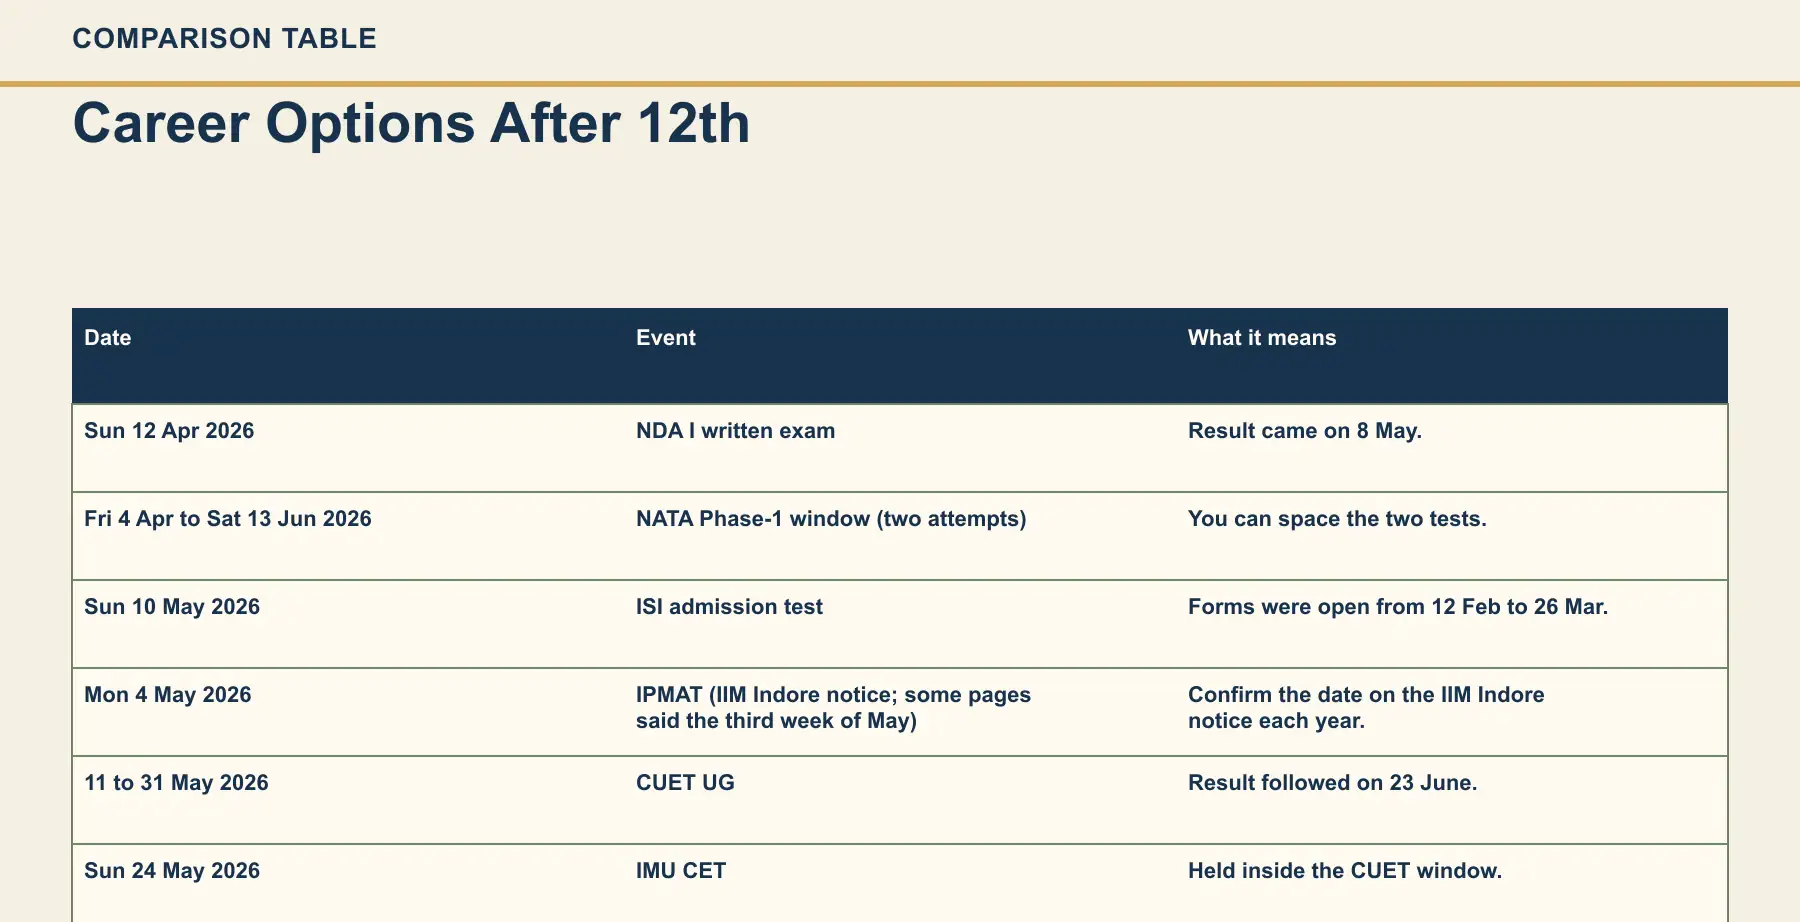 COMPARISON TABLE
Career Options After 12th
Date Event What it means
Sun 12 Apr 2026 NDA I written exam Result came on 8 May.
Fri 4 Apr to Sat 13 Jun 2026 NATA Phase-1 window (two attempts) You can space the two tests.
Sun 10 May 2026 ISI admission test Forms were open from 12 Feb to 26 Mar.
Mon 4 May 2026 IPMAT (IIM Indore notice; some pages Confirm the date on the IIM Indore
said the third week of May) notice each year.
11 to 31 May 2026 CUET UG Result followed on 23 June.
Sun 24 May 2026 IMU CET Held inside the CUET window.